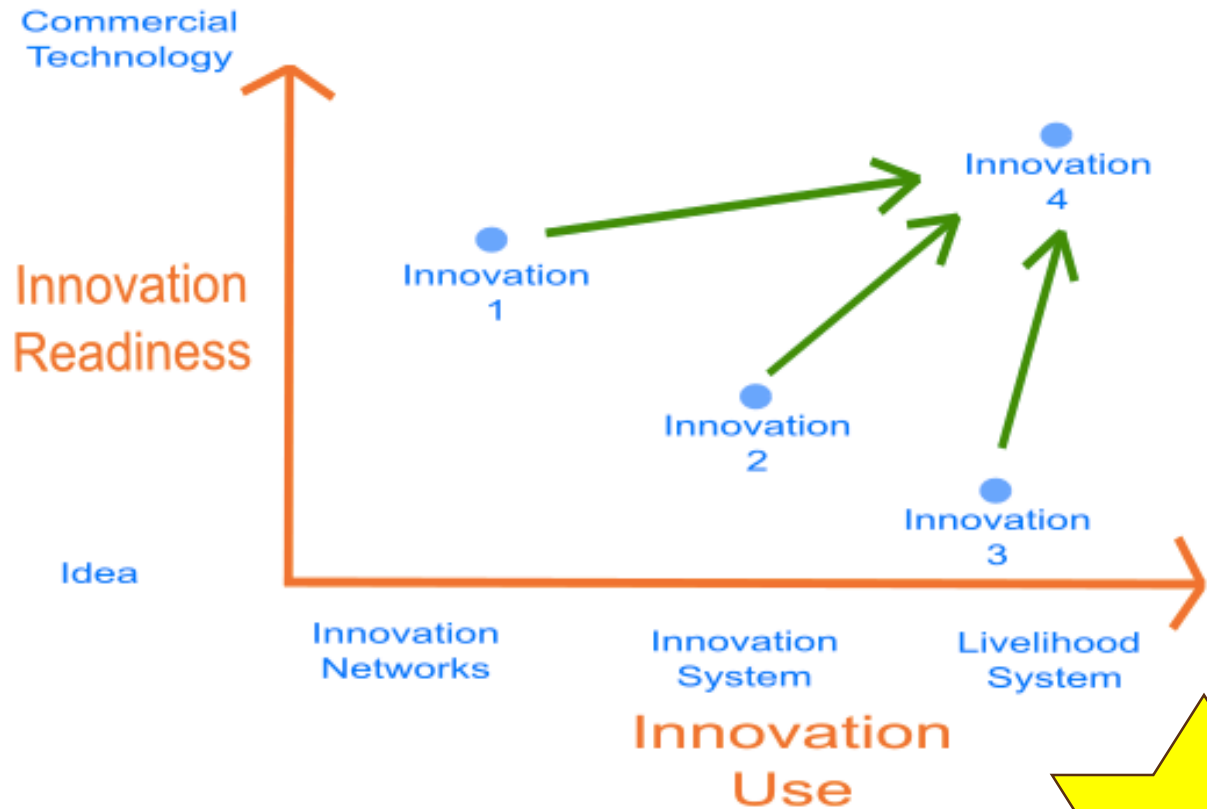 Commercial
Technology
Innovation
4
Innovation
1
Innovation
Readiness
Innovation
2
Innovation
3
Idea
Innovation
Networks
Innovation
System
Livelihood
System
Innovation
Use